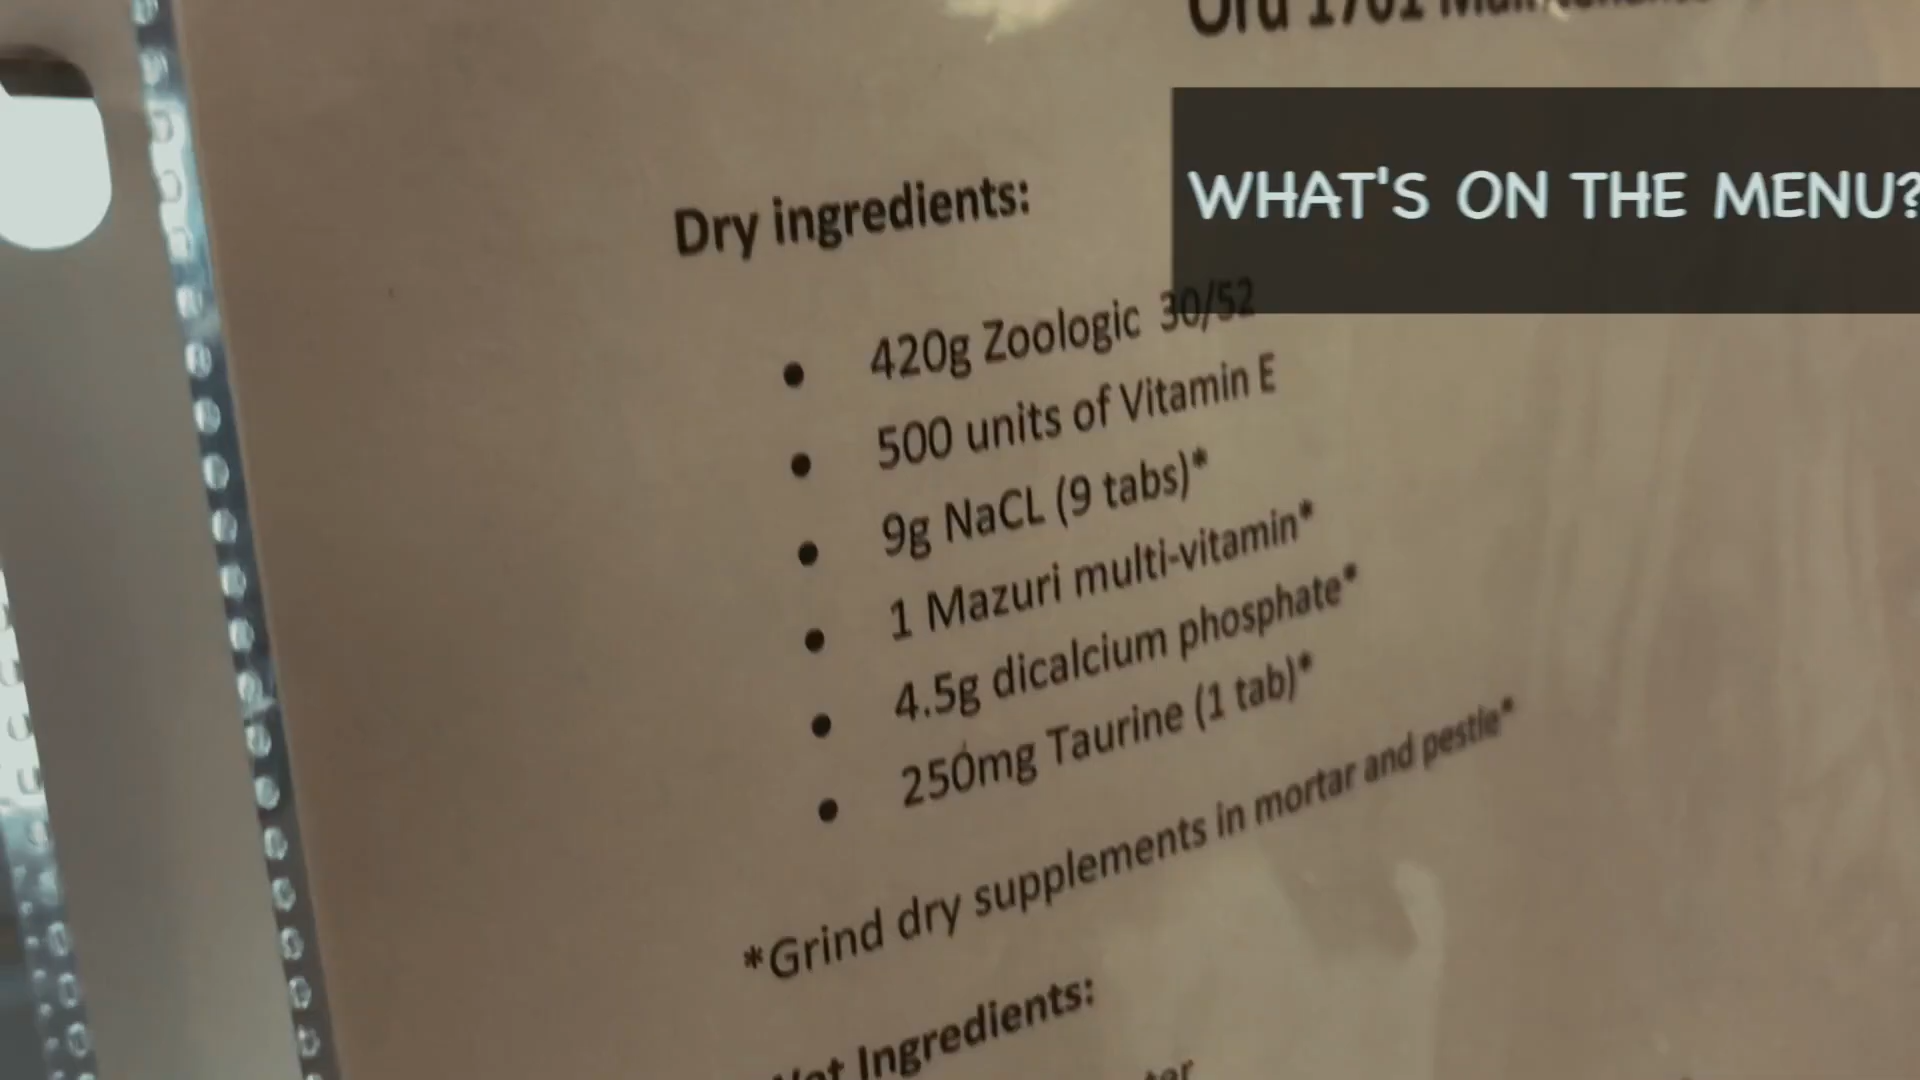 Oru 1701
WHAT'S ON THE MENU?
Dry ingredients:
• 420g Zoologic 30/52
• 500 units of Vitamin E
• 9g NaCL (9 tabs)*
• 1 Mazuri multi-vitamin*
• 4.5g dicalcium phosphate*
• 250mg Taurine (1 tab)*
*Grind dry supplements in mortar and pestle*
Ingredients: